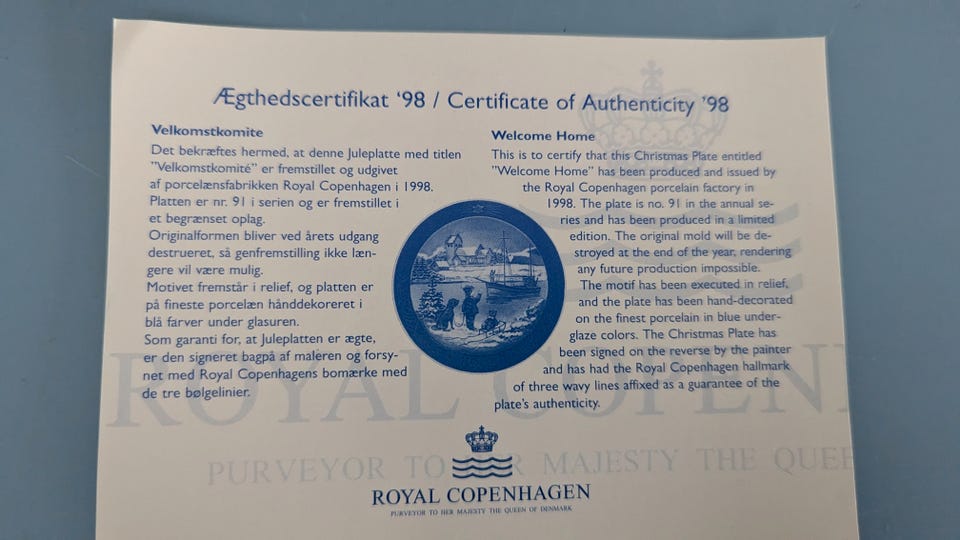 Ægthedscertifikat '98 / Certificate of Authenticity '98
Velkomstkomite
Det bekræftes hermed, at denne Juleplatte med titlen
"Velkomstkomité" er fremstillet og udgivet
af porcelænsfabrikken Royal Copenhagen i 1998.
Platten er nr. 91 i serien og er fremstillet i
et begrænset oplag.
Originalformen bliver ved årets udgang
destrueret, så genfremstilling ikke læn-
gere vil være mulig.
Motivet fremstår i relief, og platten er
på fineste porcelæn hånddekoreret i
blå farver under glasuren.
Som garanti for, at Juleplatten er ægte,
er den signeret bagpå af maleren og forsy-
net med Royal Copenhagens bomærke med
de tre bølgelinier.
Welcome Home
This is to certify that this Christmas Plate entitled
"Welcome Home" has been produced and issued by
the Royal Copenhagen porcelain factory in
1998. The plate is no. 91 in the annual se-
ries and has been produced in a limited
edition. The original mold will be de-
stroyed at the end of the year, rendering
any future production impossible.
The motif has been executed in relief,
and the plate has been hand-decorated
on the finest porcelain in blue under-
glaze colors. The Christmas Plate has
been signed on the reverse by the painter
and has had the Royal Copenhagen hallmark
of three wavy lines affixed as a guarantee of the
plate's authenticity.
ROYAL COPEN
PURVEYOR TO HER MAJESTY THE QUEE
ROYAL COPENHAGEN
PURVEYOR TO HER MAJESTY THE QUEEN OF DENMARK